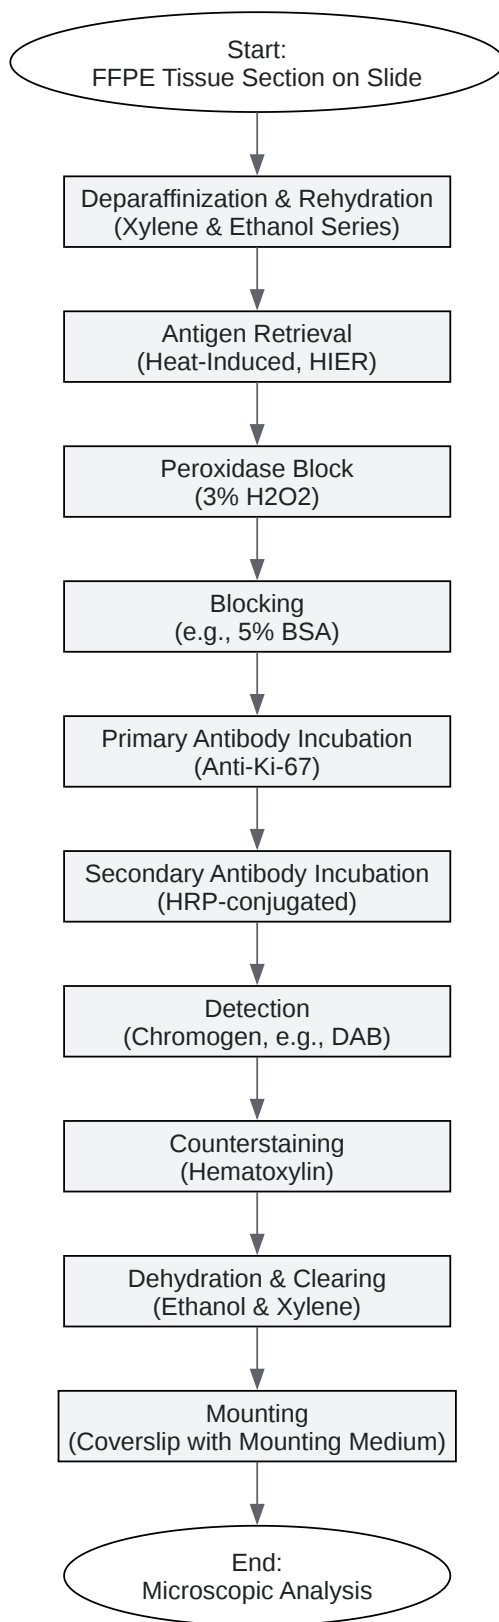 Start:
FFPE Tissue Section on Slide
Deparaffinization & Rehydration
(Xylene & Ethanol Series)
Antigen Retrieval
(Heat-Induced, HIER)
Peroxidase Block
(3% H2O2)
Blocking
(e.g., 5% BSA)
Primary Antibody Incubation
(Anti-Ki-67)
Secondary Antibody Incubation
(HRP-conjugated)
Detection
(Chromogen, e.g., DAB)
Counterstaining
(Hematoxylin)
Dehydration & Clearing
(Ethanol & Xylene)
Mounting
(Coverslip with Mounting Medium)
End:
Microscopic Analysis